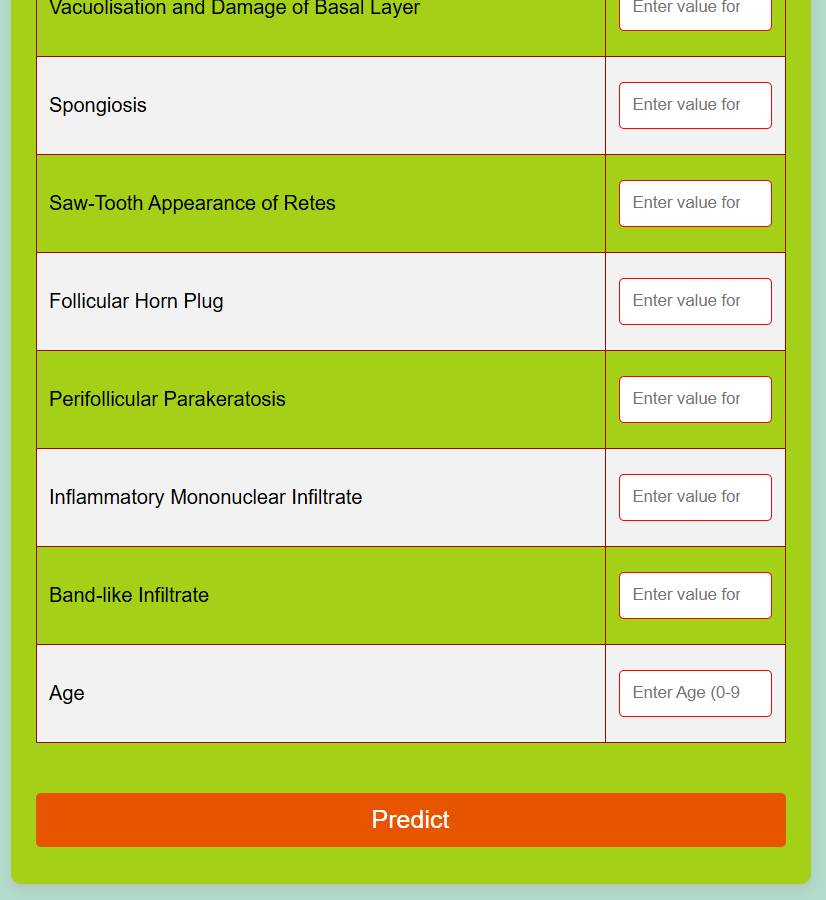 Vacuolisation and Damage of Basal Layer
Enter value for
Spongiosis
Enter value for
Saw-Tooth Appearance of Retes
Enter value for
Follicular Horn Plug
Enter value for
Perifollicular Parakeratosis
Enter value for
Inflammatory Mononuclear Infiltrate
Enter value for
Band-like Infiltrate
Enter value for
Age
Enter Age (0-9
Predict